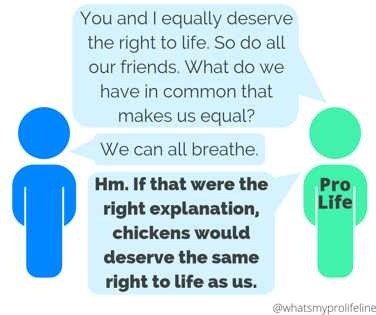 You and I equally deserve
the right to life. So do all
our friends. What do we
have in common that
makes us equal?
We can all breathe.
Hm. If that were the
right explanation,
chickens would
deserve the same
right to life as us.
Pro
Life
@whatsmyprolifeline